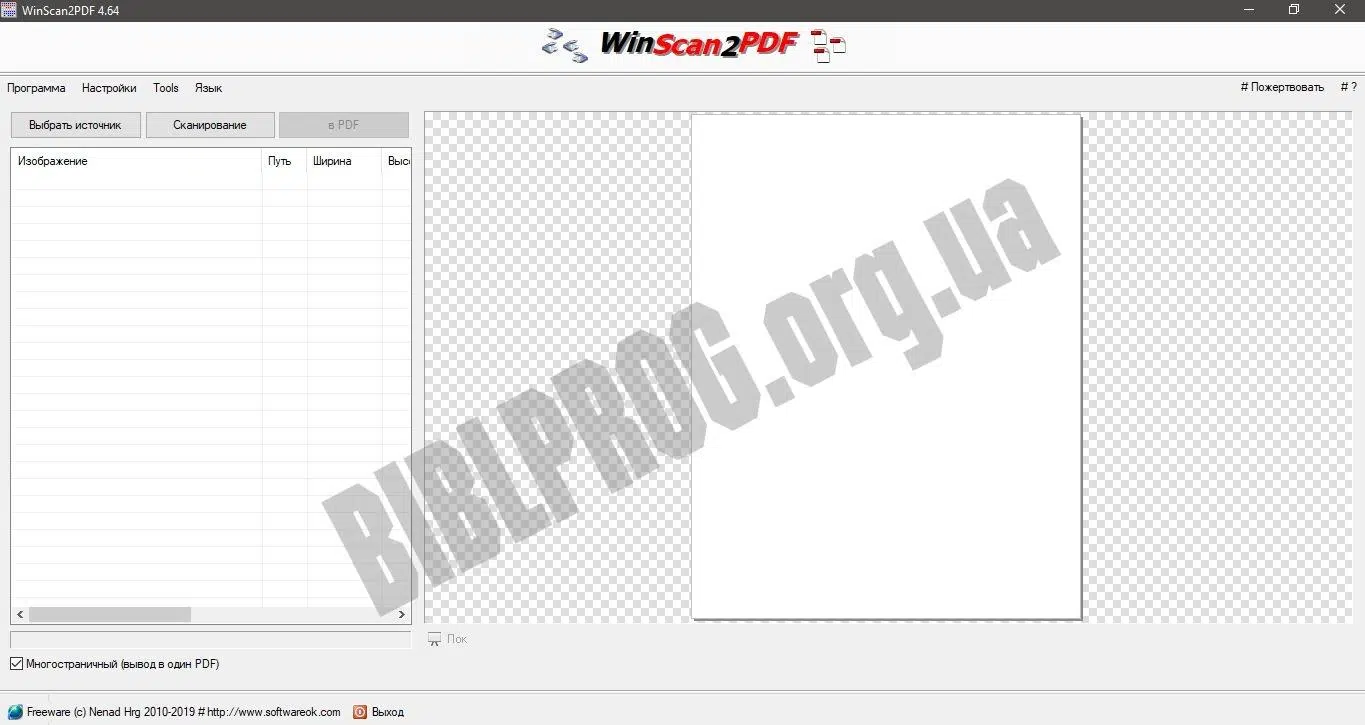 WinScan2PDF 4.64
WinScan2PDF
Программа Настройки Tools Язык # Пожертвовать # ?
Выбрать источник Сканирование в PDF
Изображение Путь Ширина Выс
BIBLPROG.org.ua
Пок
Многостраничный (вывод в один PDF)
Freeware (c) Nenad Hrg 2010-2019 # http://www.softwareok.com Выход